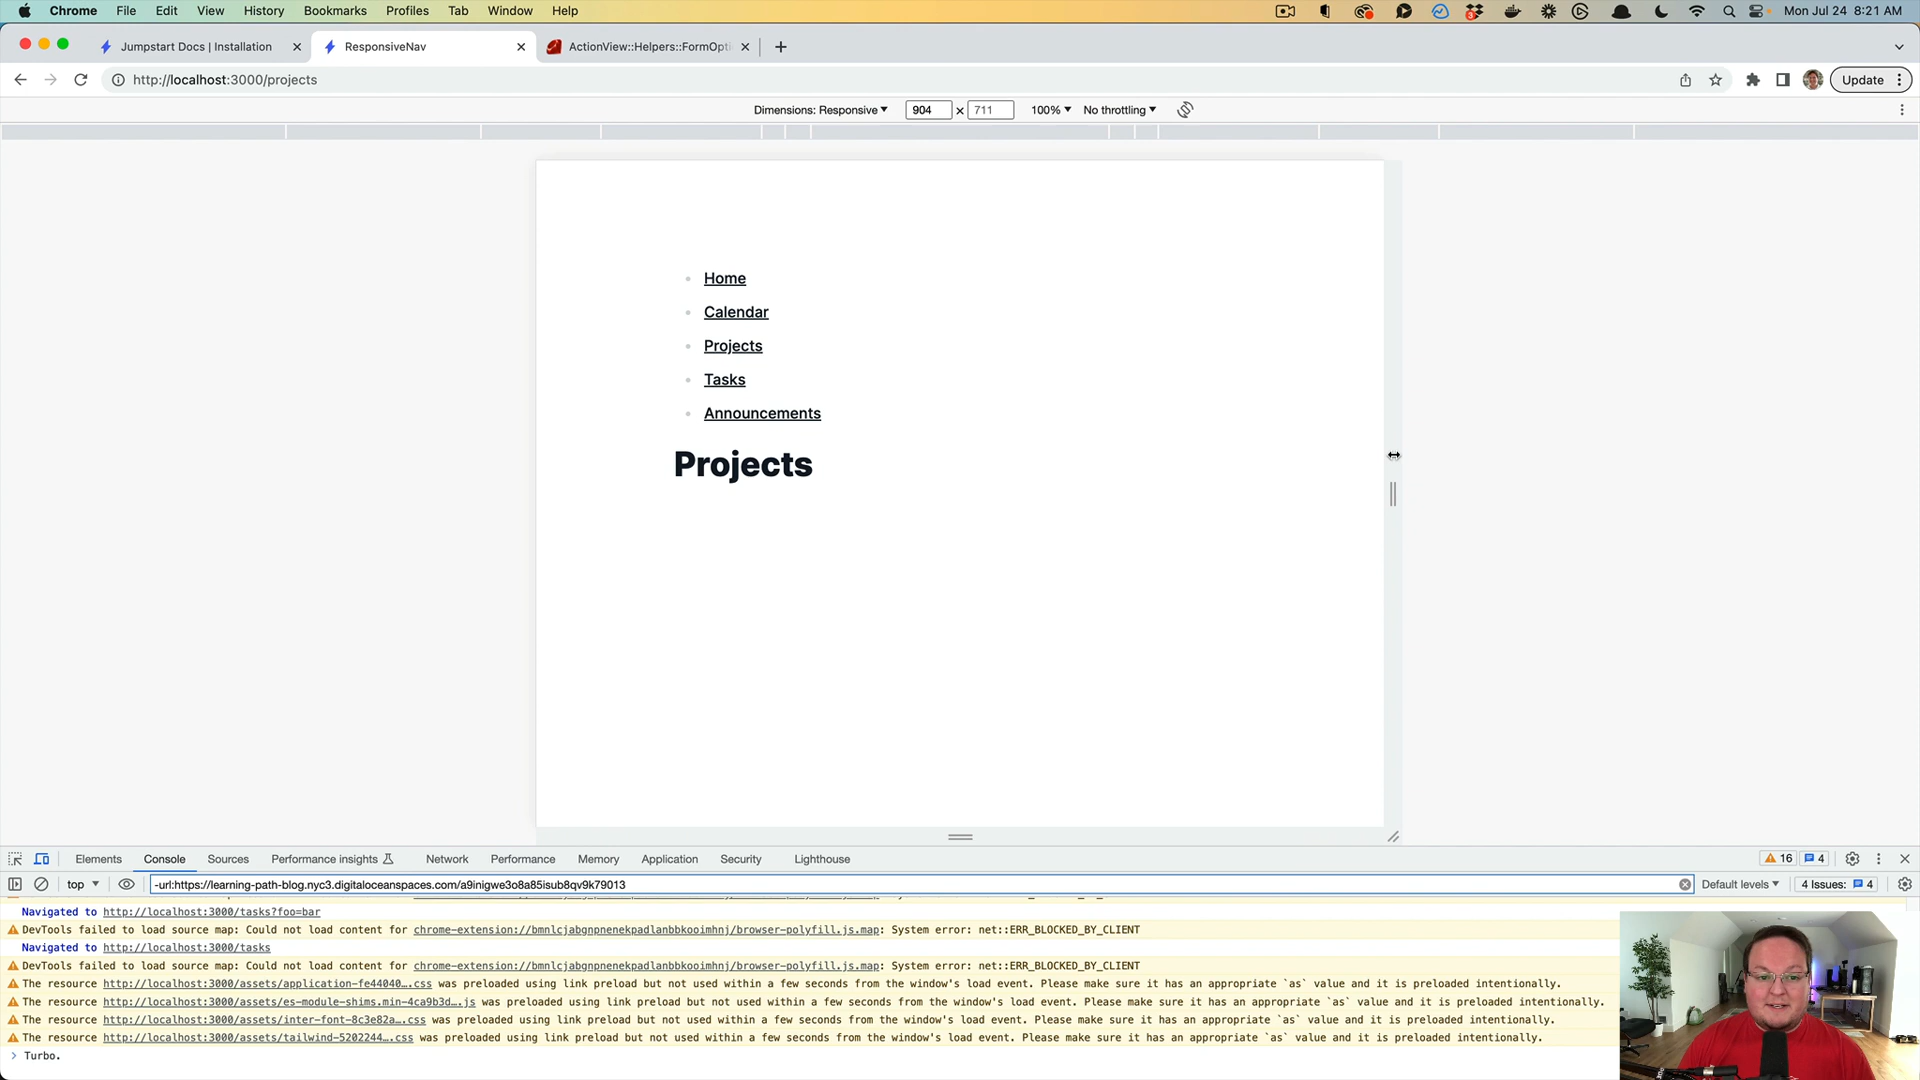 Chrome File Edit View History Bookmarks Profiles Tab Window Help
3
Mon Jul 24 8:21 AM
Jumpstart Docs | Installation
ResponsiveNav
ActionView::Helpers::FormOpti
http://localhost:3000/projects
Update
Dimensions: Responsive
904 × 711
100%
No throttling
Home
Calendar
Projects
Tasks
Announcements
Projects
Elements Console Sources Performance insights Network Performance Memory Application Security Lighthouse
16 4
top
-url:https://learning-path-blog.nyc3.digitaloceanspaces.com/a9inigwe3o8a85isub8qv9k79013
Default levels
4 Issues: 4
Navigated to http://localhost:3000/tasks?foo=bar
DevTools failed to load source map: Could not load content for chrome-extension://bmnlcjabgnpnenekpadlanbbkooimhnj/browser-polyfill.js.map: System error: net::ERR_BLOCKED_BY_CLIENT
Navigated to http://localhost:3000/tasks
DevTools failed to load source map: Could not load content for chrome-extension://bmnlcjabgnpnenekpadlanbbkooimhnj/browser-polyfill.js.map: System error: net::ERR_BLOCKED_BY_CLIENT
The resource http://localhost:3000/assets/application-fe44040….css was preloaded using link preload but not used within a few seconds from the window's load event. Please make sure it has an appropriate `as` value and it is preloaded intentionally.
The resource http://localhost:3000/assets/es-module-shims.min-4ca9b3d….js was preloaded using link preload but not used within a few seconds from the window's load event. Please make sure it has an appropriate `as` value and it is preloaded intentionally.
The resource http://localhost:3000/assets/inter-font-8c3e82a….css was preloaded using link preload but not used within a few seconds from the window's load event. Please make sure it has an appropriate `as` value and it is preloaded intentionally.
The resource http://localhost:3000/assets/tailwind-5202244….css was preloaded using link preload but not used within a few seconds from the window's load event. Please make sure it has an appropriate `as` value and it is preloaded intentionally.
Turbo.